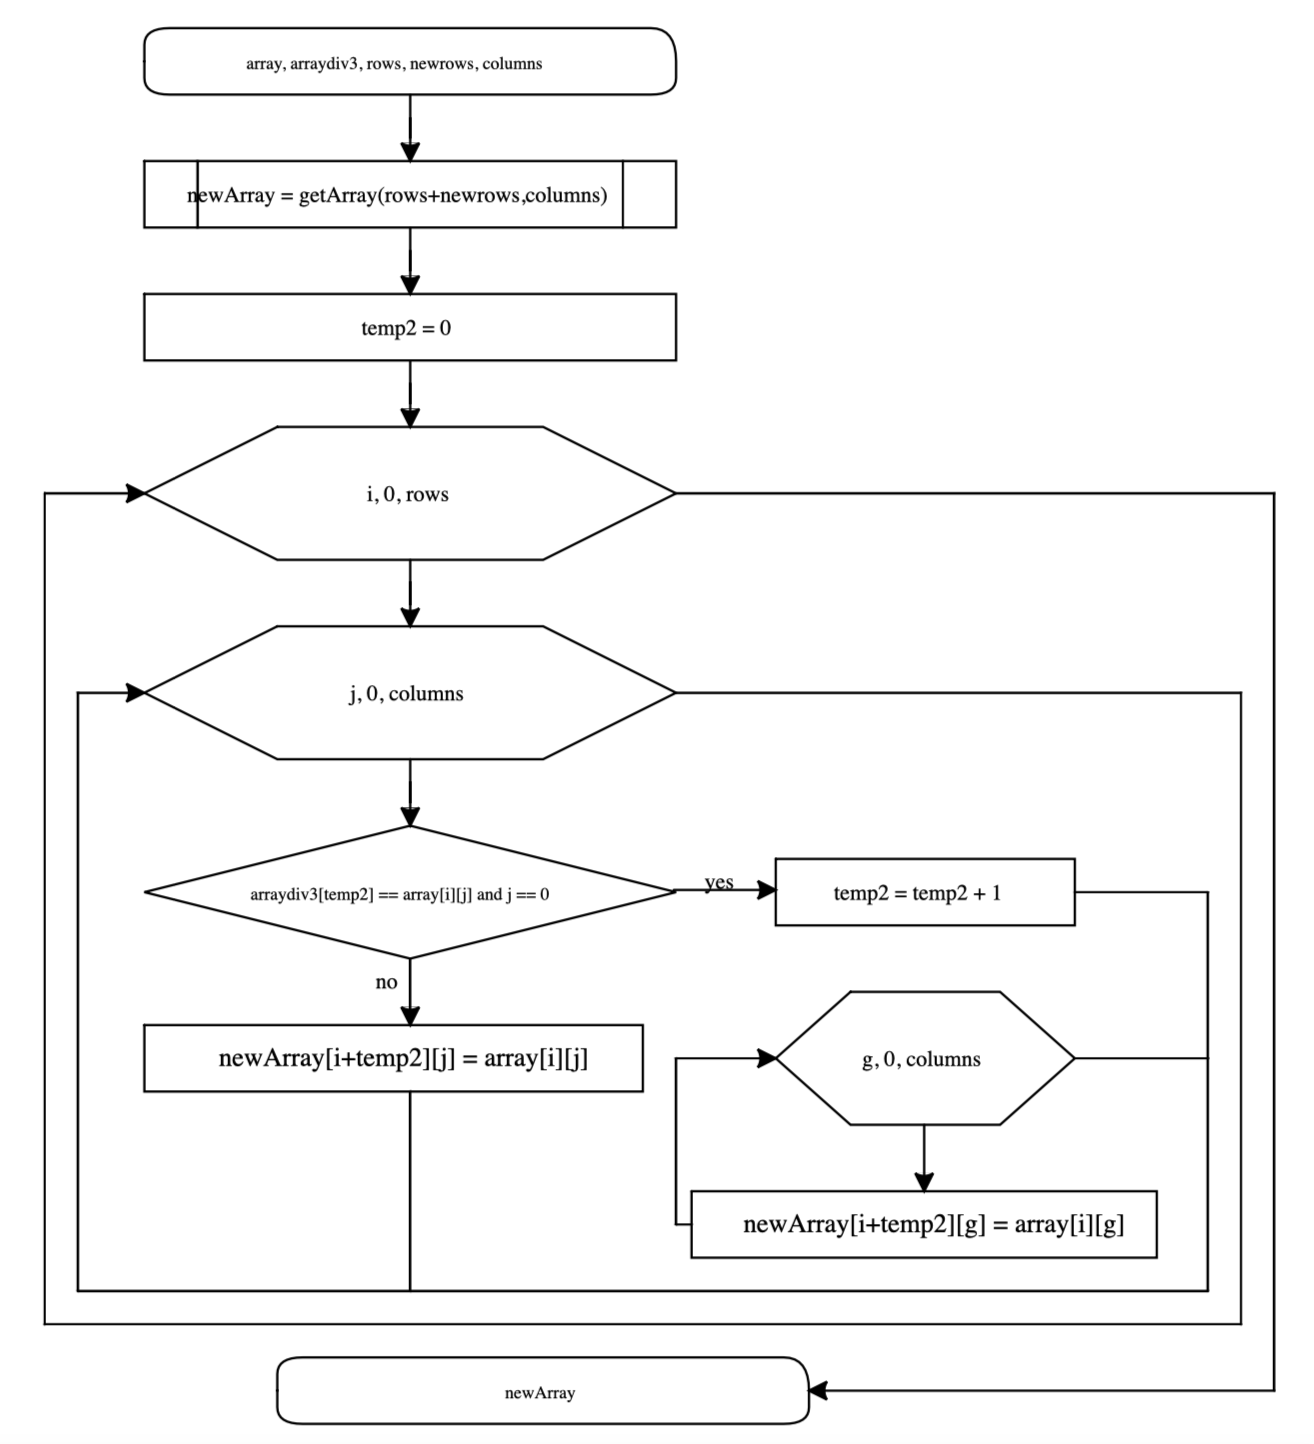 array, arraydiv3, rows, newrows, columns
newArray = getArray(rows+newrows,columns)
temp2 = 0
i, 0, rows
j, 0, columns
arraydiv3[temp2] == array[i][j] and j == 0
yes
temp2 = temp2 + 1
no
newArray[i+temp2][j] = array[i][j]
g, 0, columns
newArray[i+temp2][g] = array[i][g]
newArray